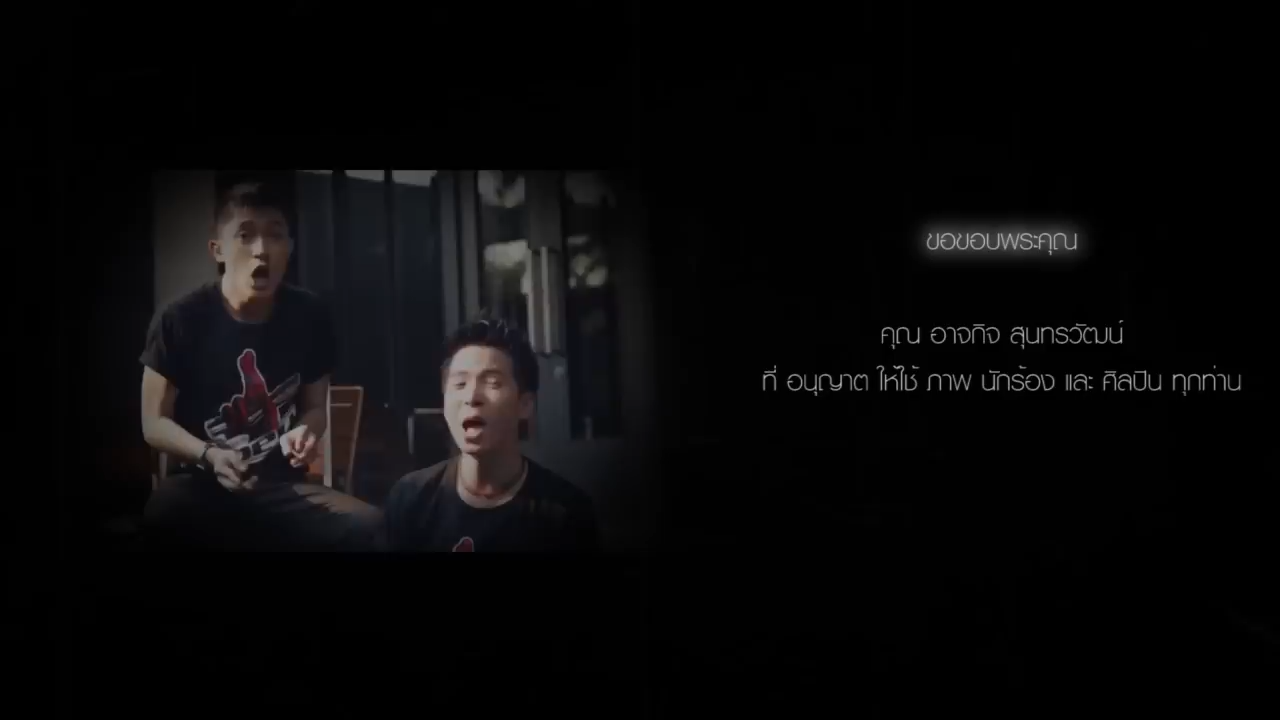 ขอขอบพระคุณ
คุณ อาจกิจ สุนทรวัฒน์
ที่ อนุญาต ให้ใช้ ภาพ นักร้อง และ ศิลปิน ทุกท่าน